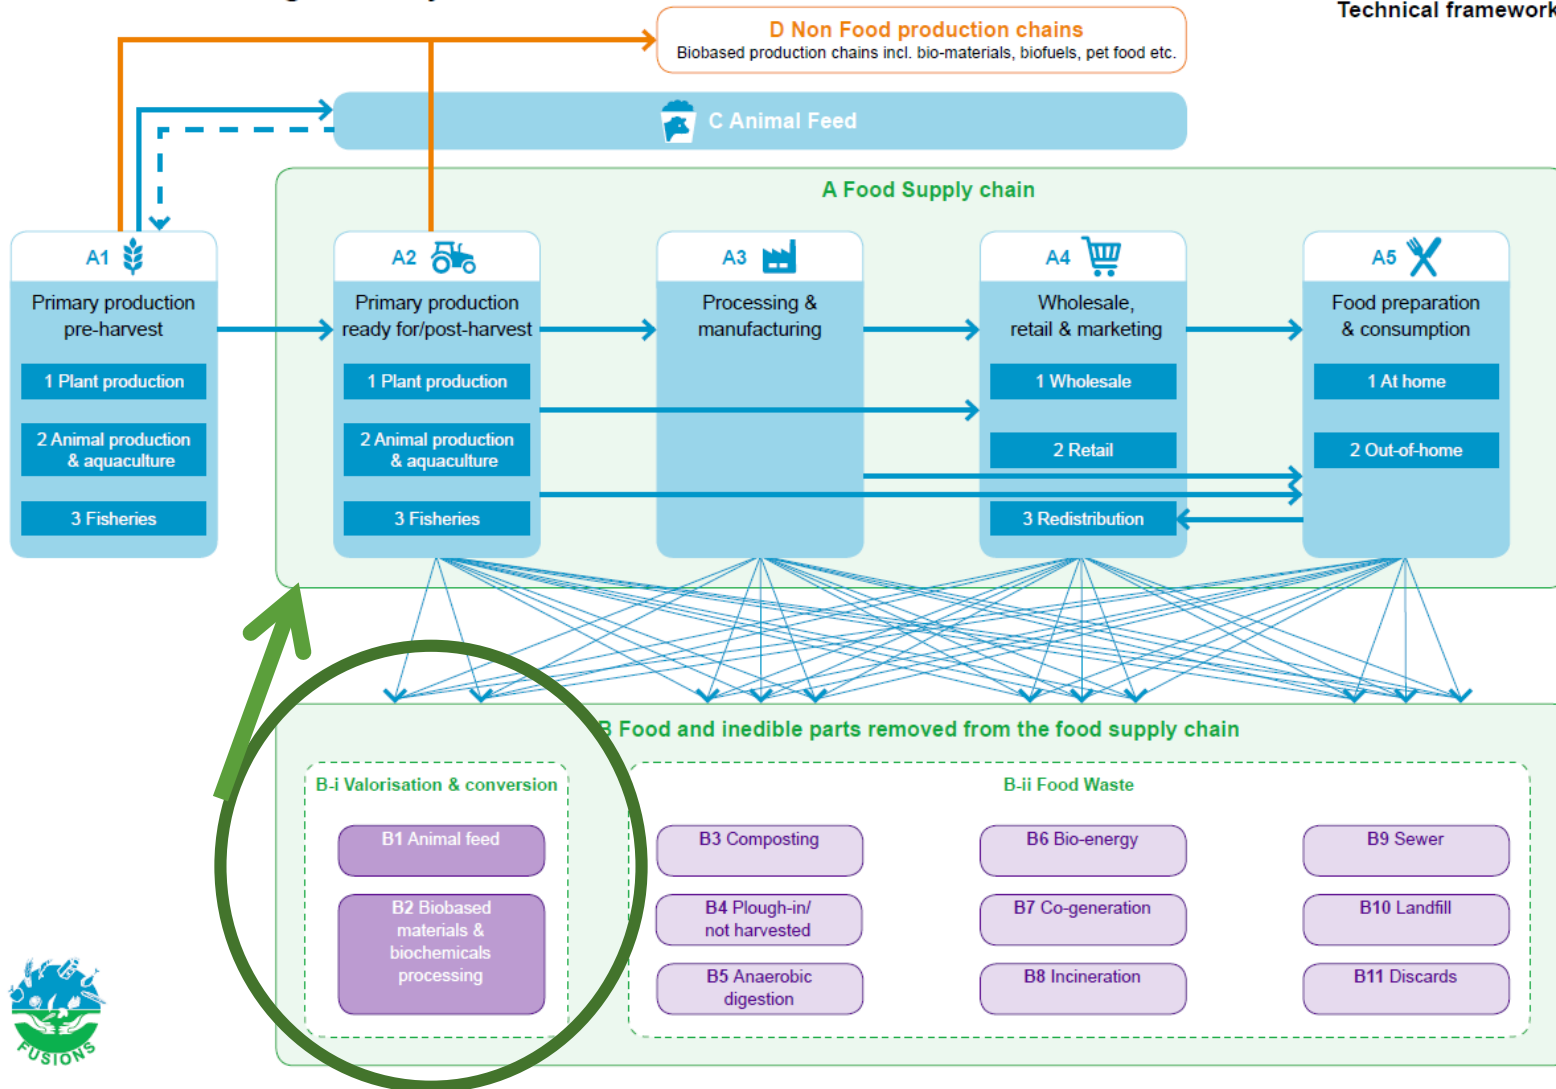 Technical framework
D Non Food production chains
Biobased production chains incl. bio-materials, biofuels, pet food etc.
C Animal Feed
A Food Supply chain
A1
Primary production
pre-harvest
1 Plant production
2 Animal production
& aquaculture
3 Fisheries
A2
Primary production
ready for/post-harvest
1 Plant production
2 Animal production
& aquaculture
3 Fisheries
A3
Processing &
manufacturing
A4
Wholesale,
retail & marketing
1 Wholesale
2 Retail
3 Redistribution
A5
Food preparation
& consumption
1 At home
2 Out-of-home
B Food and inedible parts removed from the food supply chain
B-i Valorisation & conversion
B1 Animal feed
B2 Biobased
materials &
biochemicals
processing
B-ii Food Waste
B3 Composting
B4 Plough-in/
not harvested
B5 Anaerobic
digestion
B6 Bio-energy
B7 Co-generation
B8 Incineration
B9 Sewer
B10 Landfill
B11 Discards
FUSIONS